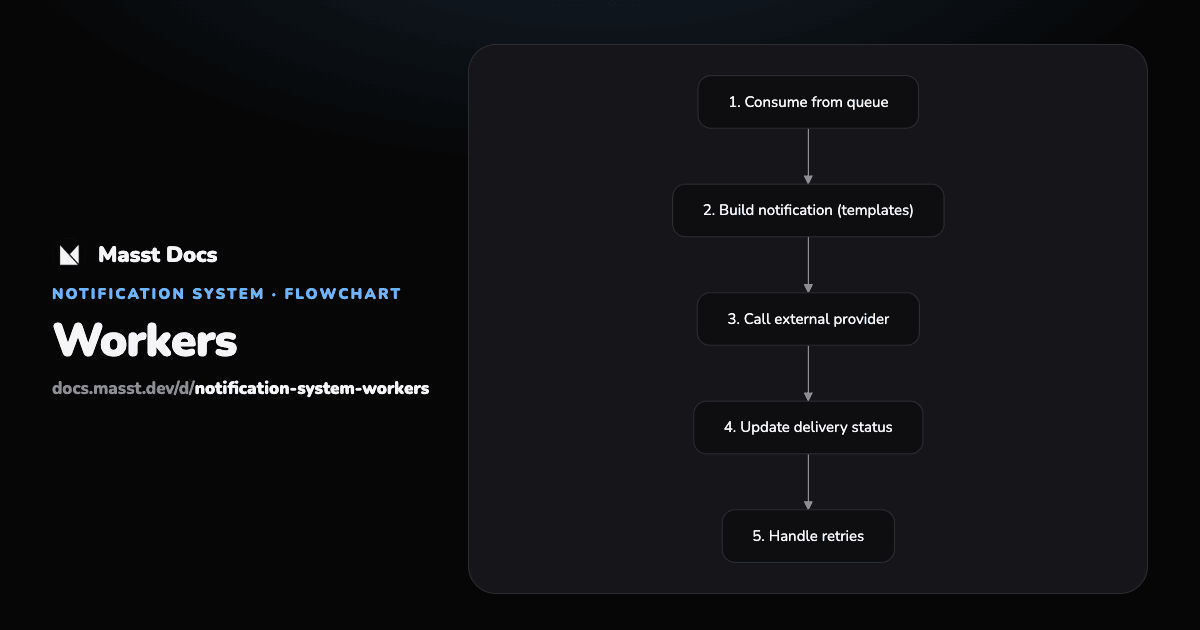 Masst Docs
NOTIFICATION SYSTEM · FLOWCHART
Workers
docs.masst.dev/d/notification-system-workers
1. Consume from queue
2. Build notification (templates)
3. Call external provider
4. Update delivery status
5. Handle retries